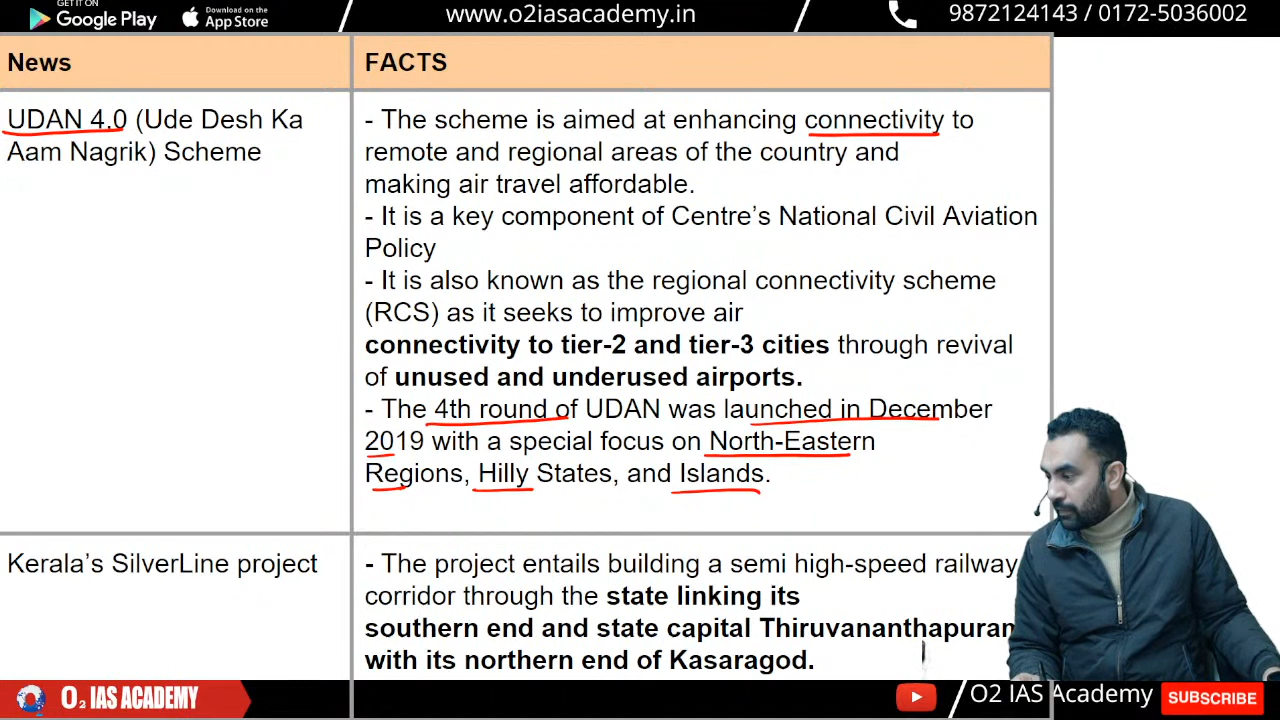 GET IT ON
Google Play
Download on the
App Store
www.o2iasacademy.in
9872124143 / 0172-5036002
News
FACTS
UDAN 4.0 (Ude Desh Ka
Aam Nagrik) Scheme
- The scheme is aimed at enhancing connectivity to
remote and regional areas of the country and
making air travel affordable.
- It is a key component of Centre’s National Civil Aviation
Policy
- It is also known as the regional connectivity scheme
(RCS) as it seeks to improve air
connectivity to tier-2 and tier-3 cities through revival
of unused and underused airports.
- The 4th round of UDAN was launched in December
2019 with a special focus on North-Eastern
Regions, Hilly States, and Islands.
Kerala’s SilverLine project
- The project entails building a semi high-speed railway
corridor through the state linking its
southern end and state capital Thiruvananthapuram
with its northern end of Kasaragod.
O₂ IAS ACADEMY
O2 IAS Academy
SUBSCRIBE